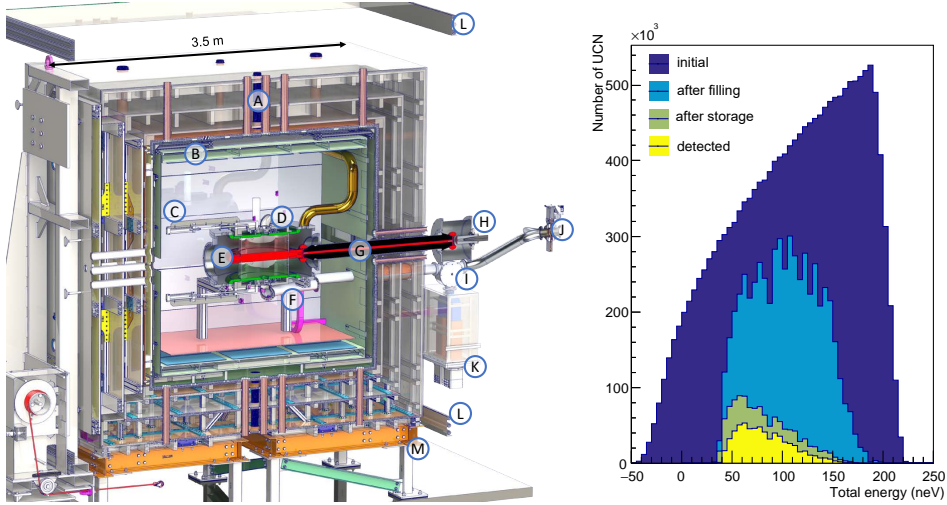 L
3.5 m
A
B
C
D
E
F
G
H
I
J
K
L
M
×10³
Number of UCN
500
400
300
200
100
0
initial
after filling
after storage
detected
−50 0 50 100 150 200 250
Total energy (neV)